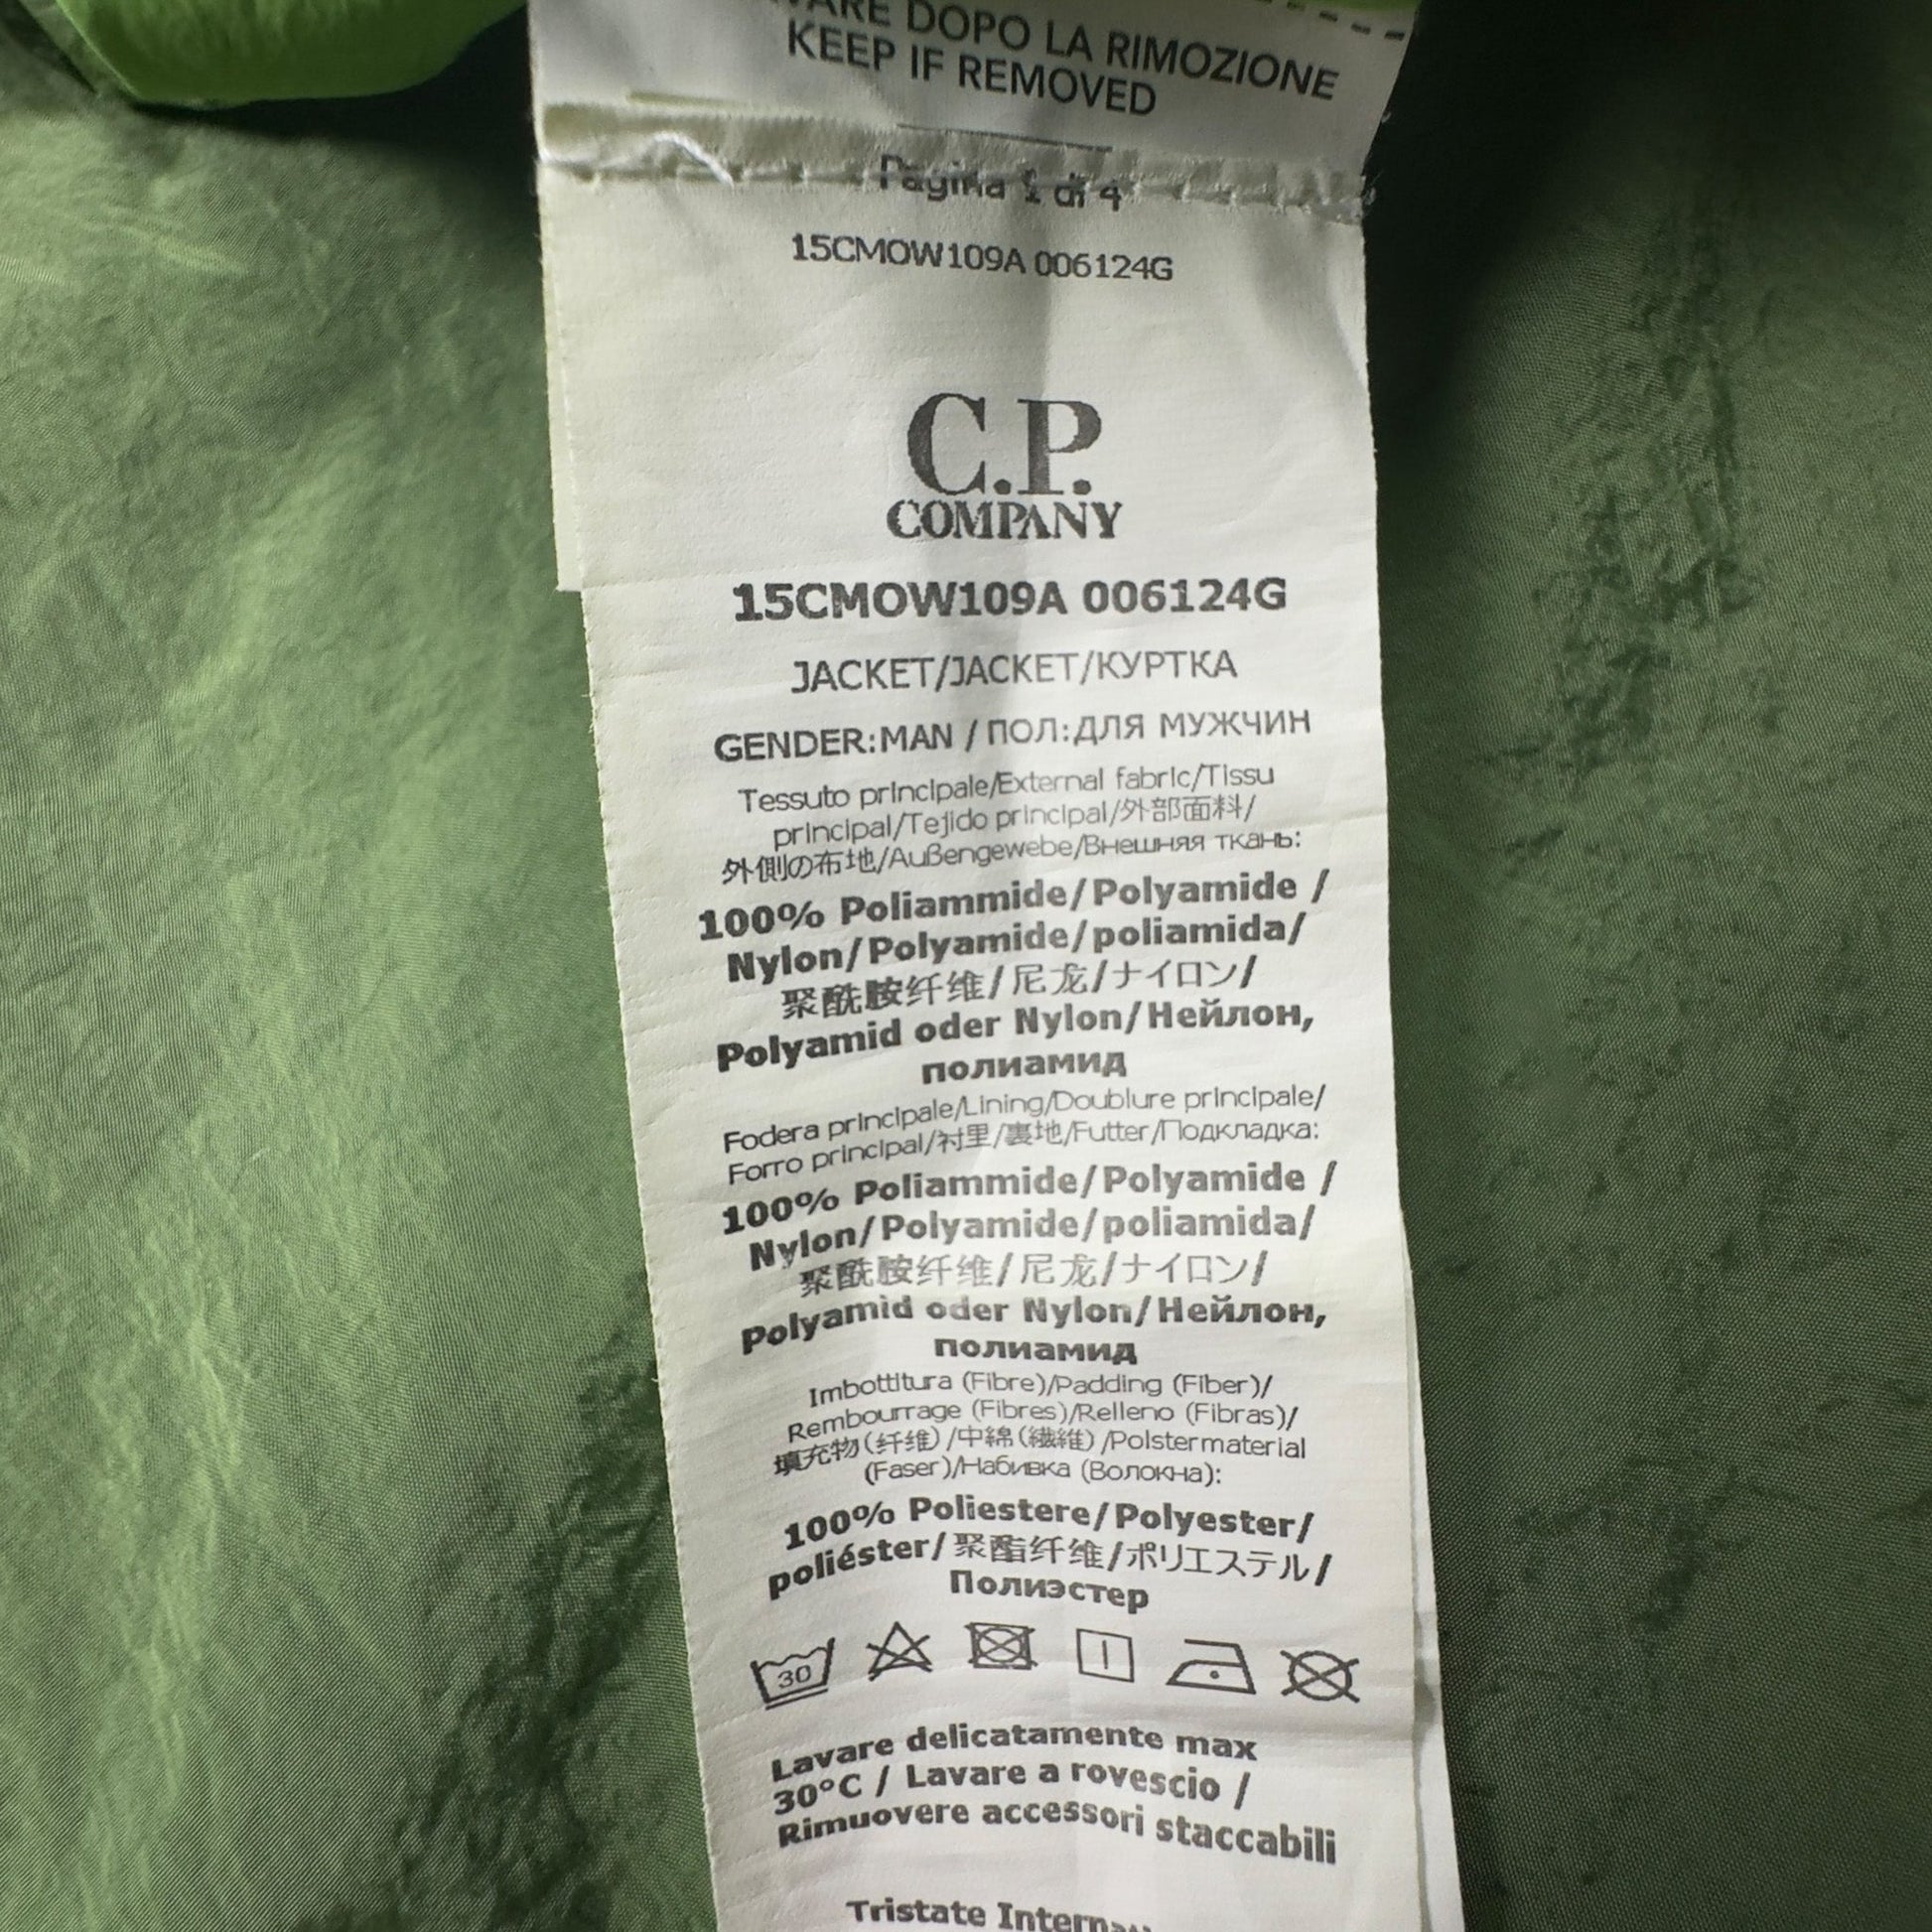 DOPO LA RIMOZIONE
KEEP IF REMOVED
Pagina 1 di 4
15CMOW109A 006124G
C.P.
COMPANY
15CMOW109A 006124G
JACKET/JACKET/КУРТКА
GENDER:MAN / ПОЛ:ДЛЯ МУЖЧИН
Tessuto principale/External fabric/Tissu
principal/Tejido principal/外部面料/
外側の布地/Außengewebe/Внешняя ткань:
100% Poliammide/Polyamide /
Nylon/Polyamide/poliamida/
聚酰胺纤维/尼龙/ナイロン/
Polyamid oder Nylon/Нейлон,
полиамид
Fodera principale/Lining/Doublure principale/
Forro principal/衬里/裏地/Futter/Подкладка:
100% Poliammide/Polyamide /
Nylon/Polyamide/poliamida/
聚酰胺纤维/尼龙/ナイロン/
Polyamid oder Nylon/Нейлон,
полиамид
Imbottitura (Fibre)/Padding (Fiber)/
Rembourrage (Fibres)/Relleno (Fibras)/
填充物(纤维)/中綿(繊維)/Polstermaterial
(Faser)/Набивка (Волокна):
100% Poliestere/Polyester/
poliéster/聚酯纤维/ポリエステル/
Полиэстер
30
Lavare delicatamente max
30°C / Lavare a rovescio /
Rimuovere accessori staccabili
Tristate